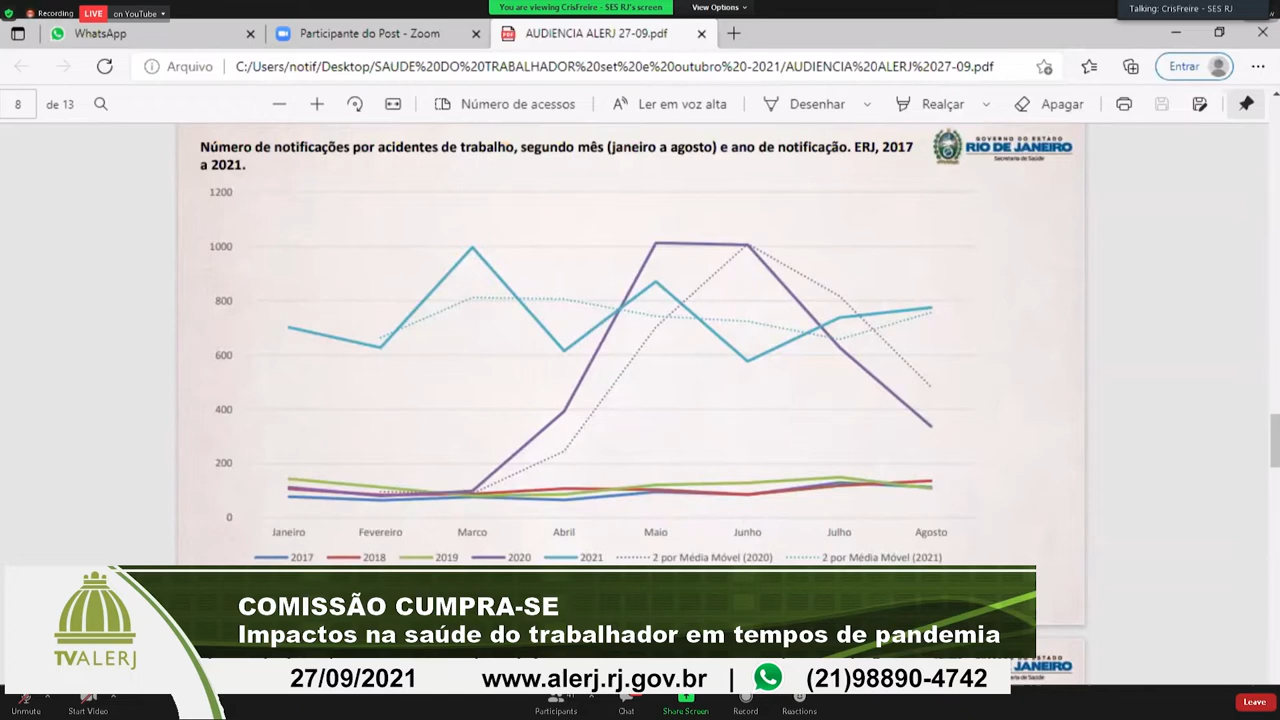 Recording
LIVE on YouTube
You are viewing CrisFreire - SES RJ's screen
View Options
Talking: CrisFreire - SES RJ
WhatsApp
Participante do Post - Zoom
AUDIENCIA ALERJ 27-09.pdf
Arquivo
C:/Users/notif/Desktop/SAUDE%20DO%20TRABALHADOR%20set%20e%20outubro%20-2021/AUDIENCIA%20ALERJ%2027-09.pdf
Entrar
8 de 13
Número de acessos
Ler em voz alta
Desenhar
Realçar
Apagar
Número de notificações por acidentes de trabalho, segundo mês (janeiro a agosto) e ano de notificação. ERJ, 2017
a 2021.
GOVERNO DO ESTADO
RIO DE JANEIRO
Secretaria de Saúde
1200
1000
800
600
400
200
0
Janeiro Fevereiro Marco Abril Maio Junho Julho Agosto
2017 2018 2019 2020 2021 2 por Média Móvel (2020) 2 por Média Móvel (2021)
COMISSÃO CUMPRA-SE
Impactos na saúde do trabalhador em tempos de pandemia
TVALERJ
RIO DE JANEIRO
27/09/2021 www.alerj.rj.gov.br | (21)98890-4742
Unmute
Start Video
Participants
Chat
Share Screen
Record
Reactions
Leave